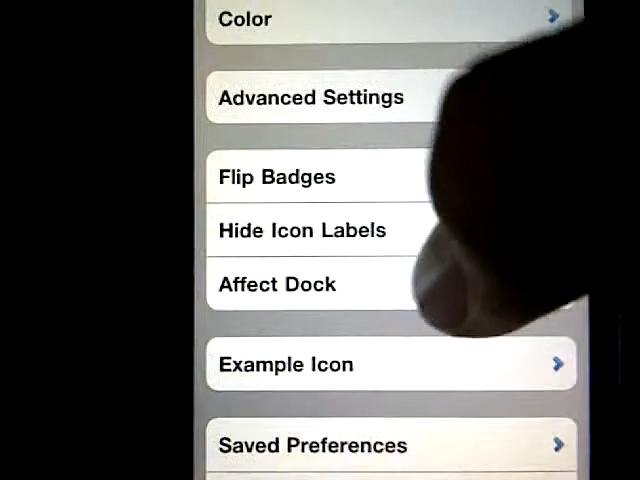 Color
Advanced Settings
Flip Badges
Hide Icon Labels
Affect Dock
Example Icon
Saved Preferences